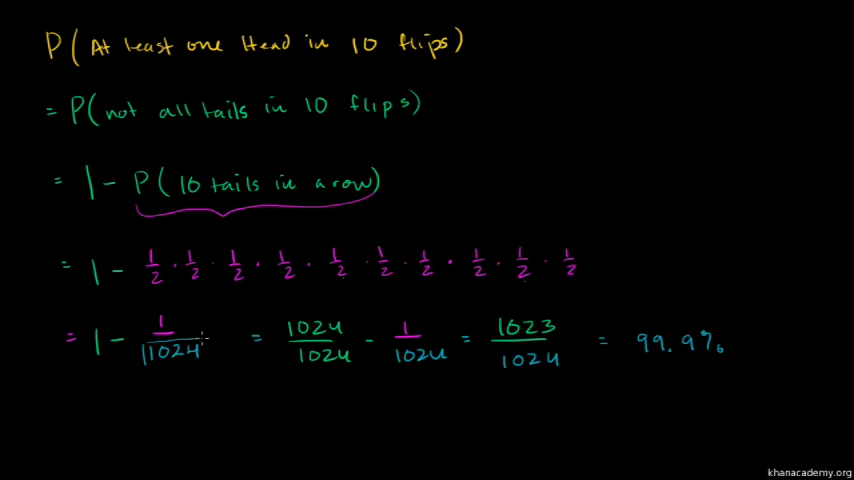 P(At least one Head in 10 flips)
= P(not all tails in 10 flips)
= 1 - P(10 tails in a row)
= 1 - 1/2 · 1/2 · 1/2 · 1/2 · 1/2 · 1/2 · 1/2 · 1/2 · 1/2 · 1/2
= 1 - 1/1024 = 1024/1024 - 1/1024 = 1023/1024 = 99.9%
khanacademy.org